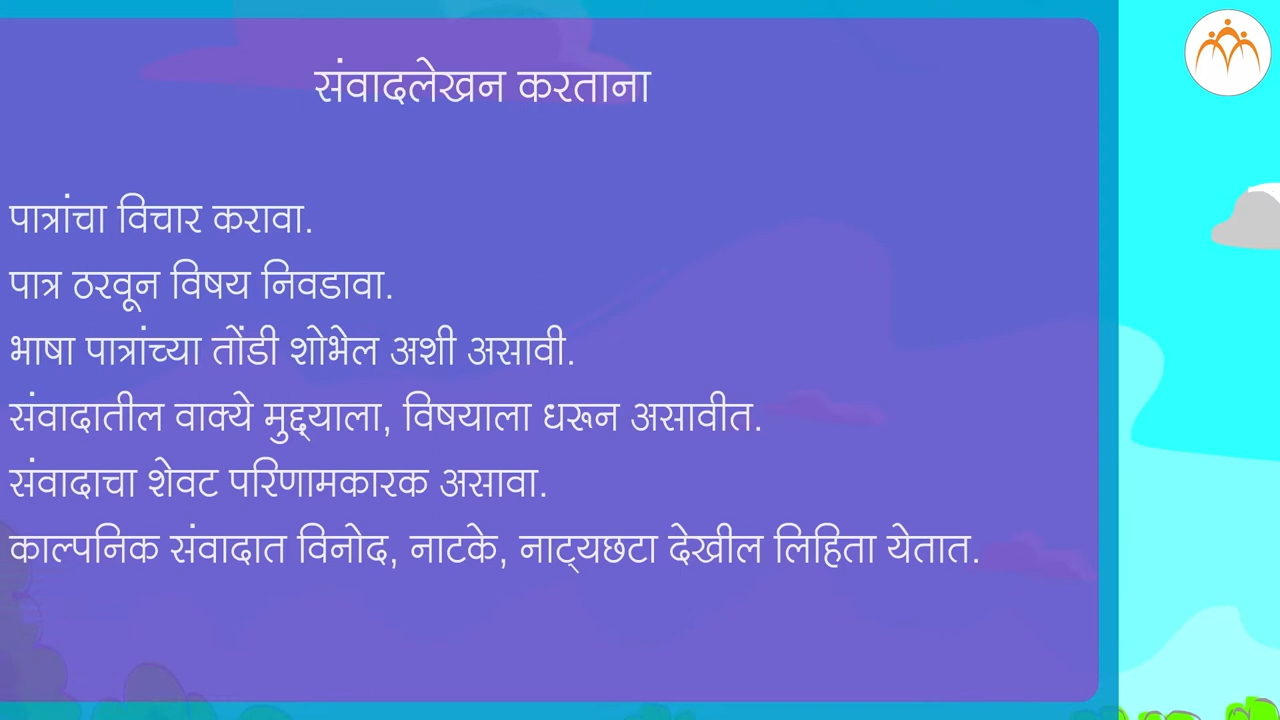 संवादलेखन करताना
पात्रांचा विचार करावा.
पात्र ठरवून विषय निवडावा.
भाषा पात्रांच्या तोंडी शोभेल अशी असावी.
संवादातील वाक्ये मुद्द्याला, विषयाला धरून असावीत.
संवादाचा शेवट परिणामकारक असावा.
काल्पनिक संवादात विनोद, नाटके, नाट्यछटा देखील लिहिता येतात.